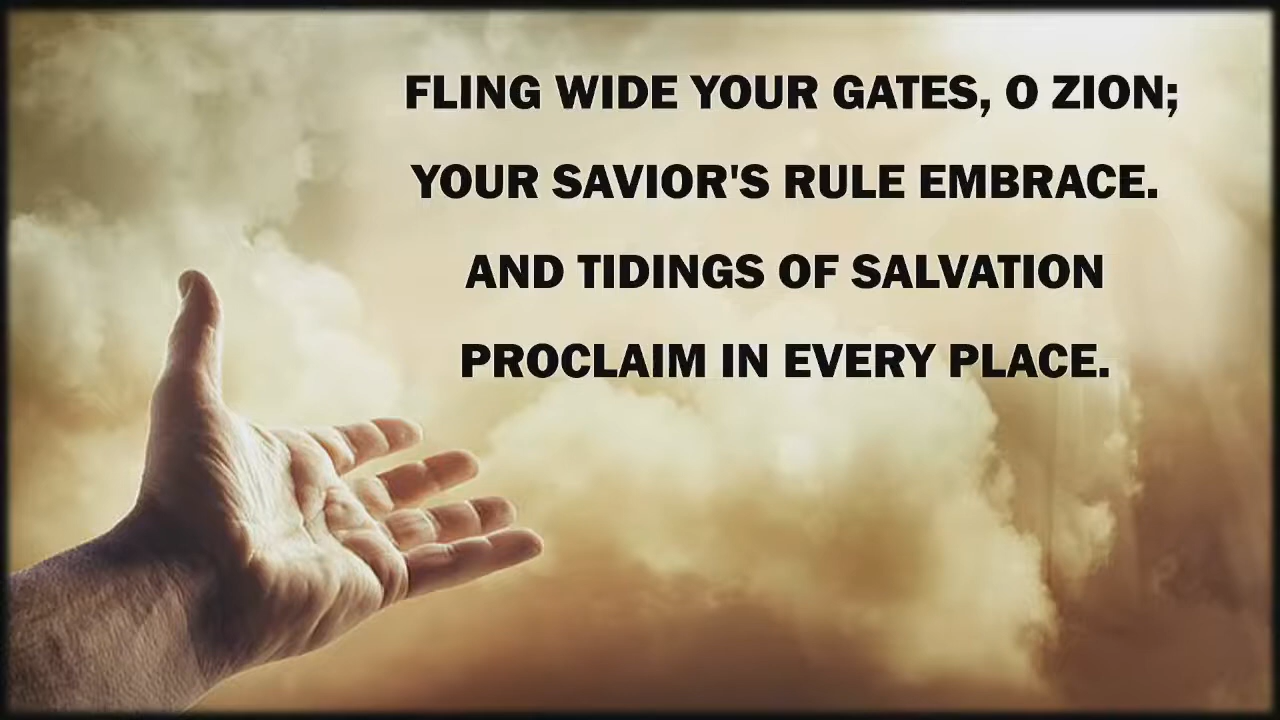 FLING WIDE YOUR GATES, O ZION;
YOUR SAVIOR'S RULE EMBRACE.
AND TIDINGS OF SALVATION
PROCLAIM IN EVERY PLACE.